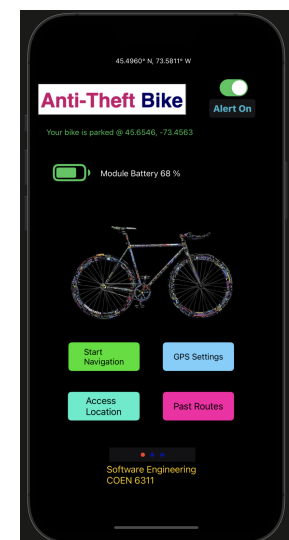 45.4960° N, 73.5811° W
Anti-Theft Bike
Alert On
Your bike is parked @ 45.6546, -73.4563
Module Battery 68 %
Start
Navigation
GPS Settings
Access
Location
Past Routes
Software Engineering
COEN 6311